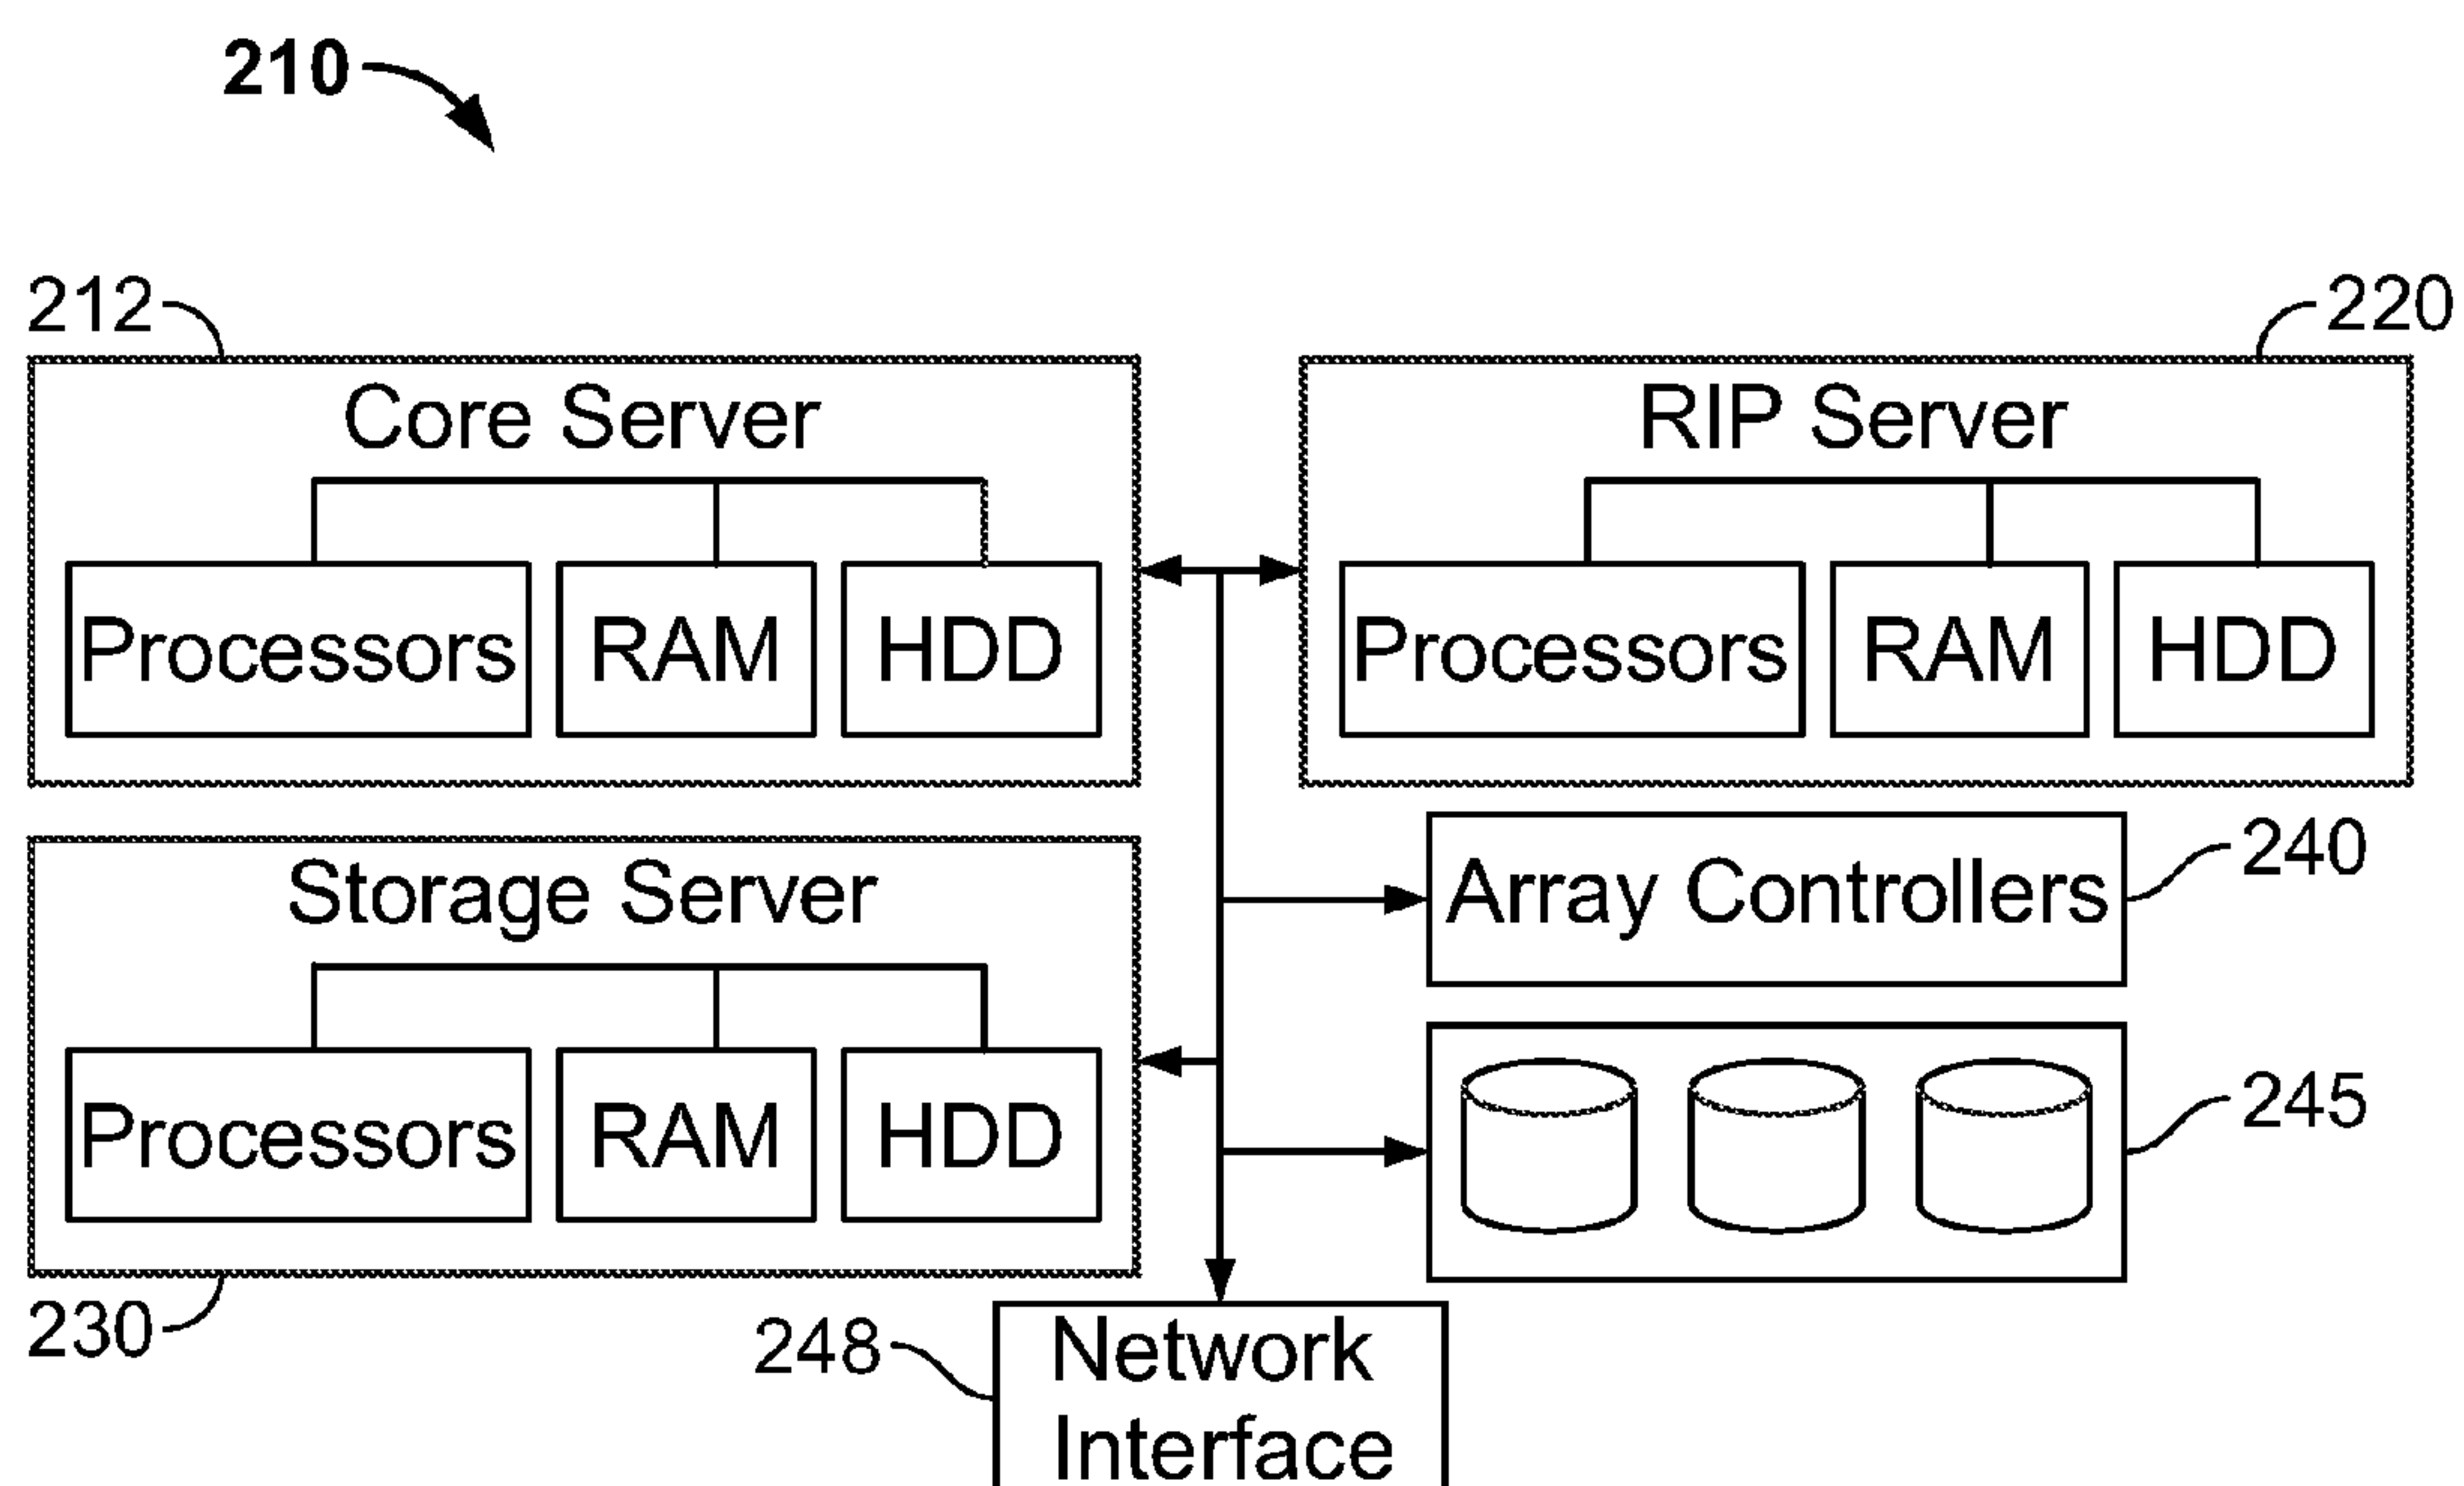 210
212
220
Core Server
RIP Server
Processors RAM HDD
Processors RAM HDD
240
Storage Server
Array Controllers
Processors RAM HDD
245
230
248
Network
Interface